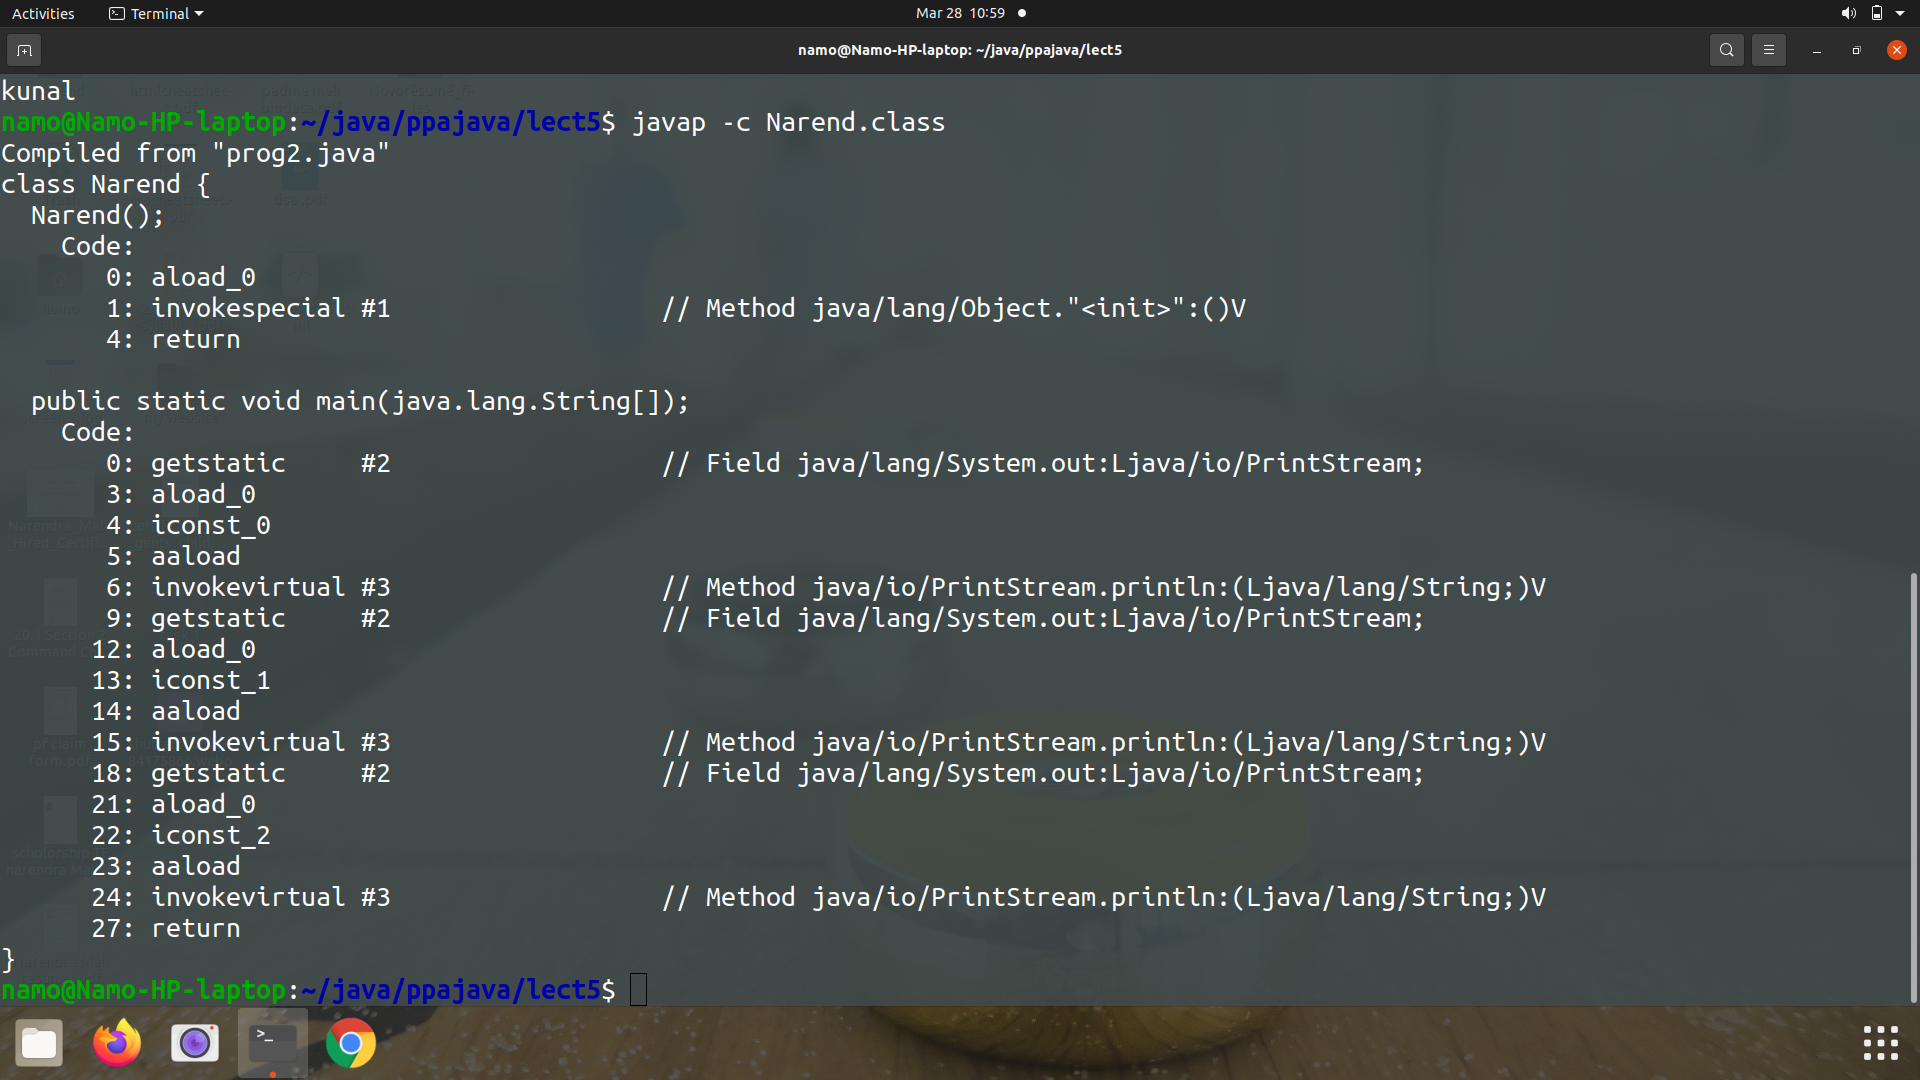 Activities
Terminal
Mar 28 10:59
namo@Namo-HP-laptop: ~/java/ppajava/lect5
kunal
namo@Namo-HP-laptop:~/java/ppajava/lect5$ javap -c Narend.class
Compiled from "prog2.java"
class Narend {
  Narend();
    Code:
       0: aload_0
       1: invokespecial #1                  // Method java/lang/Object."<init>":()V
       4: return

  public static void main(java.lang.String[]);
    Code:
       0: getstatic     #2                  // Field java/lang/System.out:Ljava/io/PrintStream;
       3: aload_0
       4: iconst_0
       5: aaload
       6: invokevirtual #3                  // Method java/io/PrintStream.println:(Ljava/lang/String;)V
       9: getstatic     #2                  // Field java/lang/System.out:Ljava/io/PrintStream;
      12: aload_0
      13: iconst_1
      14: aaload
      15: invokevirtual #3                  // Method java/io/PrintStream.println:(Ljava/lang/String;)V
      18: getstatic     #2                  // Field java/lang/System.out:Ljava/io/PrintStream;
      21: aload_0
      22: iconst_2
      23: aaload
      24: invokevirtual #3                  // Method java/io/PrintStream.println:(Ljava/lang/String;)V
      27: return
}
namo@Namo-HP-laptop:~/java/ppajava/lect5$